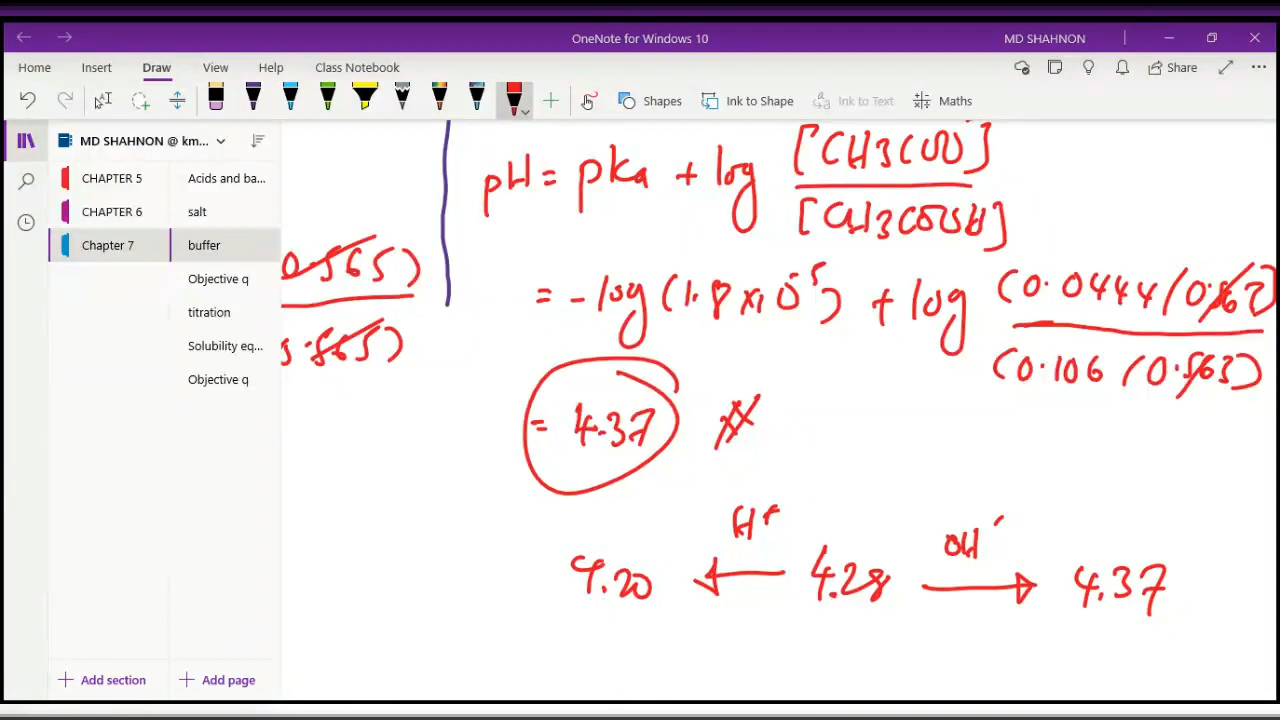 OneNote for Windows 10
MD SHAHNON
Home Insert Draw View Help Class Notebook
Share
Shapes Ink to Shape Ink to Text Maths
MD SHAHNON @ km...
CHAPTER 5 Acids and ba...
CHAPTER 6 salt
Chapter 7 buffer
Objective q
titration
Solubility eq...
Objective q
Add section Add page
pH = pKa + log [CH3COO-]
[CH3COOH]
0.565)
.565)
= -log (1.8 x 10-5) + log (0.0444/0.563)
(0.106/0.563)
= 4.37
H+ OH-
4.20 ← 4.28 → 4.37